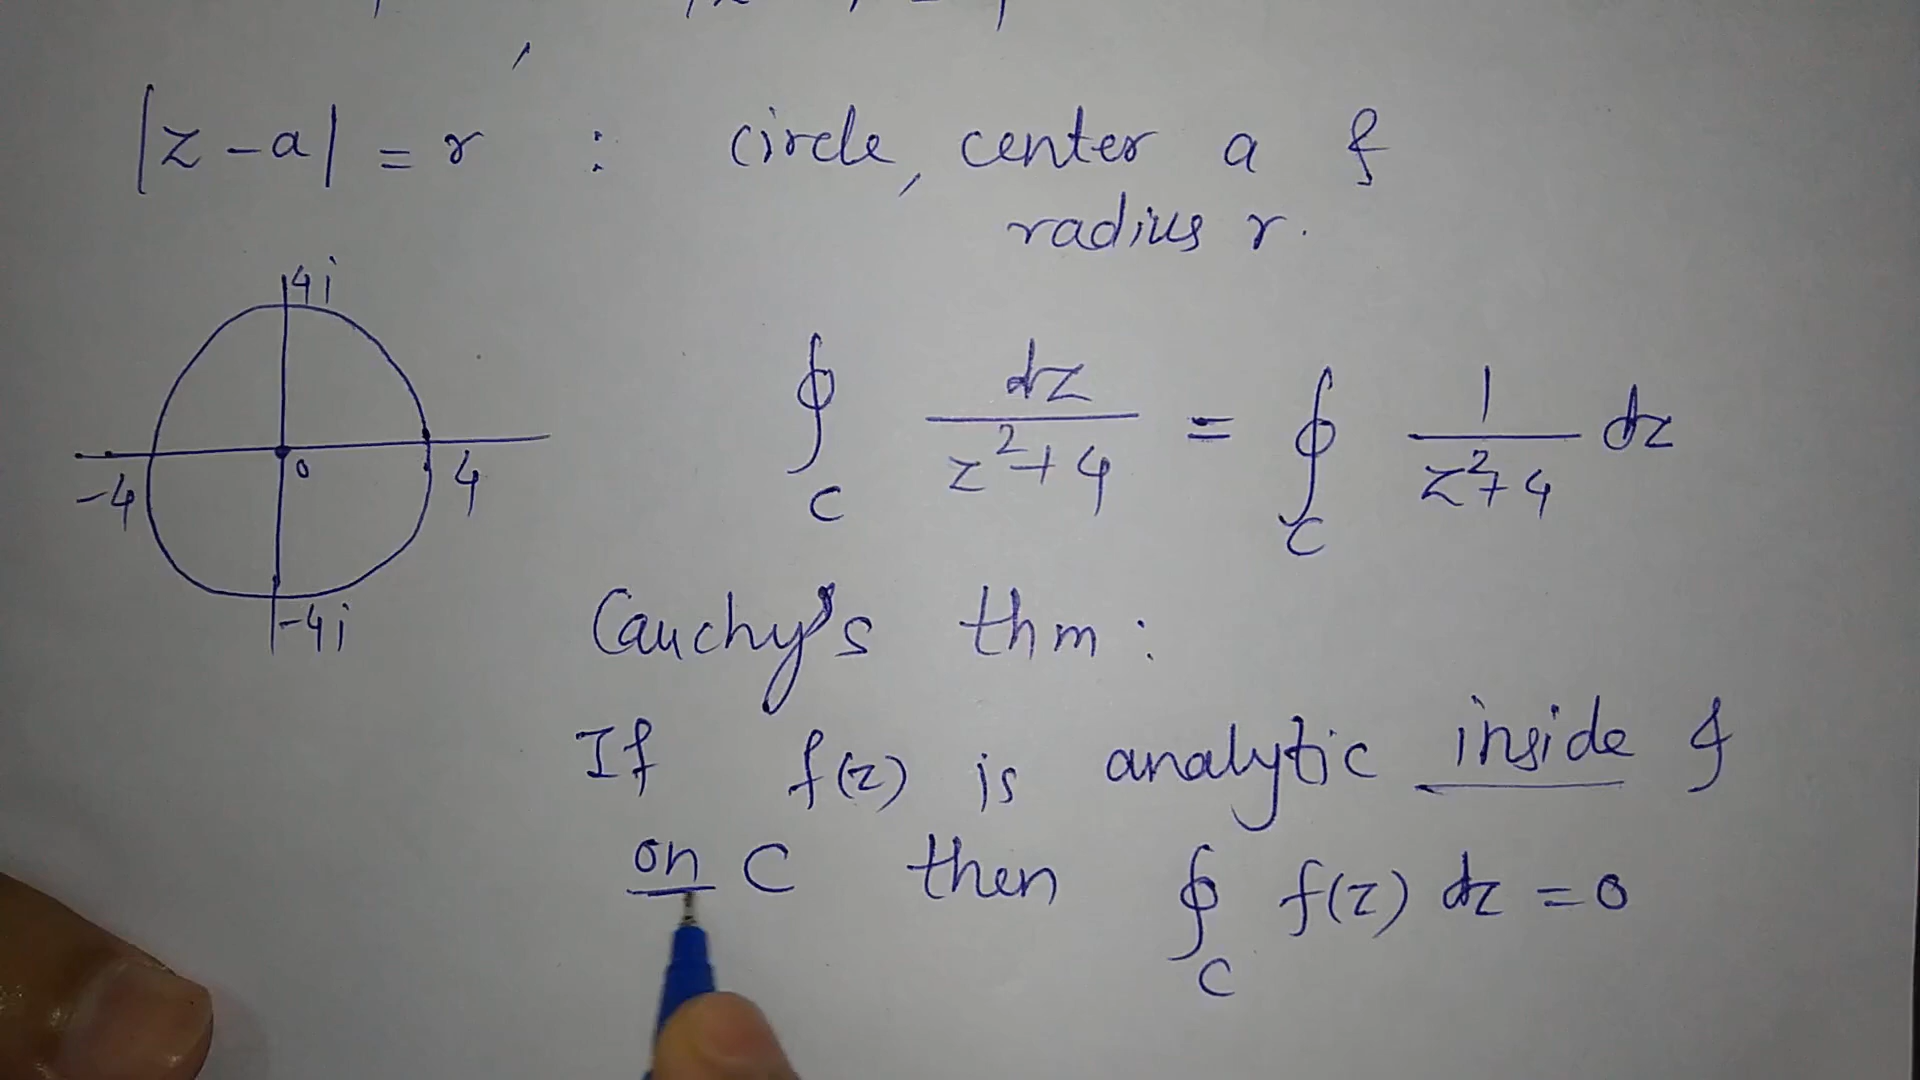 |z-a| = r : circle, center a &
radius r.
4i
-4 0 4
-4i
∮_C dz/(z²+4) = ∮_C 1/(z²+4) dz
Cauchy's thm:
If f(z) is analytic inside &
on C then ∮_C f(z) dz = 0